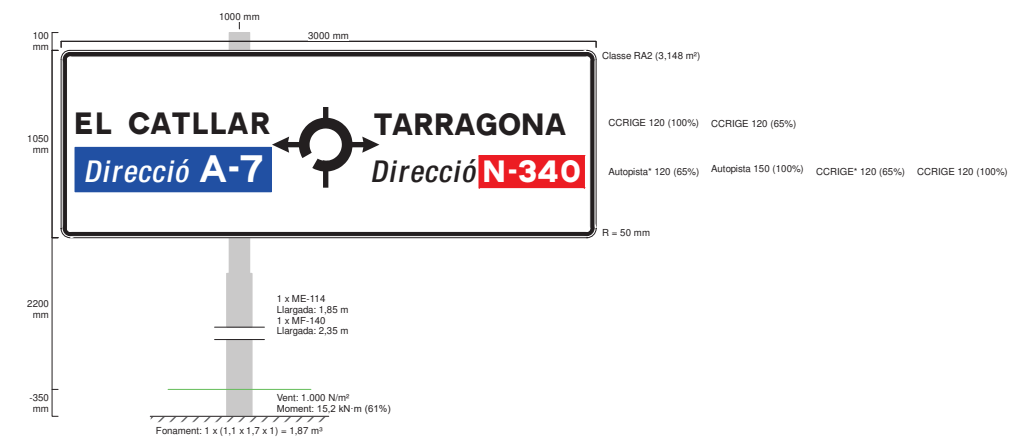 1000 mm
100
mm
3000 mm
Classe RA2 (3,148 m²)
EL CATLLAR
TARRAGONA
CCRIGE 120 (100%) CCRIGE 120 (65%)
1050
mm
Direcció A-7
Direcció N-340
Autopista* 120 (65%) Autopista 150 (100%) CCRIGE* 120 (65%) CCRIGE 120 (100%)
R = 50 mm
2200
mm
1 x ME-114
Llargada: 1,85 m
1 x MF-140
Llargada: 2,35 m
-350
mm
Vent: 1.000 N/m²
Moment: 15,2 kN·m (61%)
Fonament: 1 x (1,1 x 1,7 x 1) = 1,87 m³